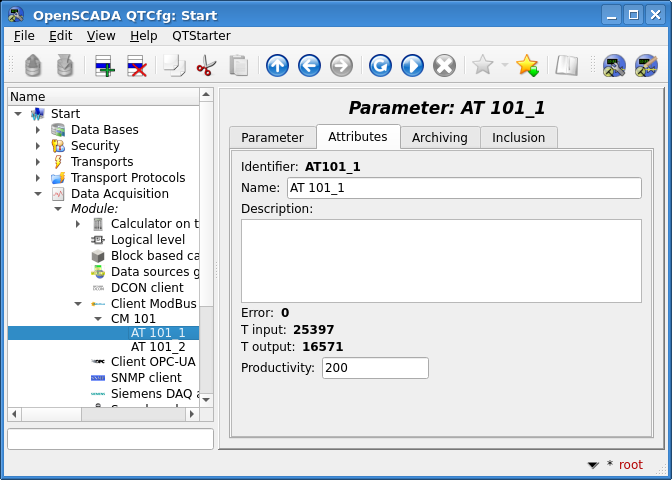 OpenSCADA QTCfg: Start
File Edit View Help QTStarter
Name
Start
Data Bases
Security
Transports
Transport Protocols
Data Acquisition
Module:
Calculator on t
Logical level
Block based ca
Data sources g
DCON client
Client ModBus
CM 101
AT 101_1
AT 101_2
Client OPC-UA
SNMP client
Siemens DAQ a
Parameter: AT 101_1
Parameter Attributes Archiving Inclusion
Identifier: AT101_1
Name: AT 101_1
Description:
Error: 0
T input: 25397
T output: 16571
Productivity: 200
* root